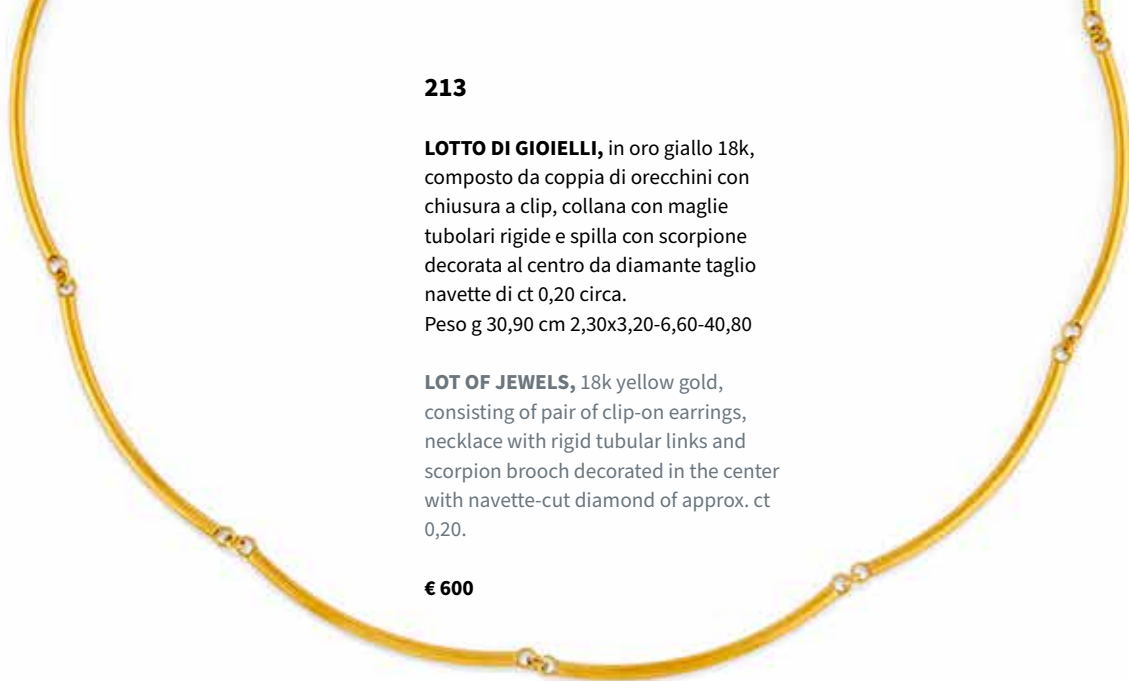 213
LOTTO DI GIOIELLI, in oro giallo 18k,
composto da coppia di orecchini con
chiusura a clip, collana con maglie
tubolari rigide e spilla con scorpione
decorata al centro da diamante taglio
navette di ct 0,20 circa.
Peso g 30,90 cm 2,30x3,20-6,60-40,80
LOT OF JEWELS, 18k yellow gold,
consisting of pair of clip-on earrings,
necklace with rigid tubular links and
scorpion brooch decorated in the center
with navette-cut diamond of approx. ct
0,20.
€ 600